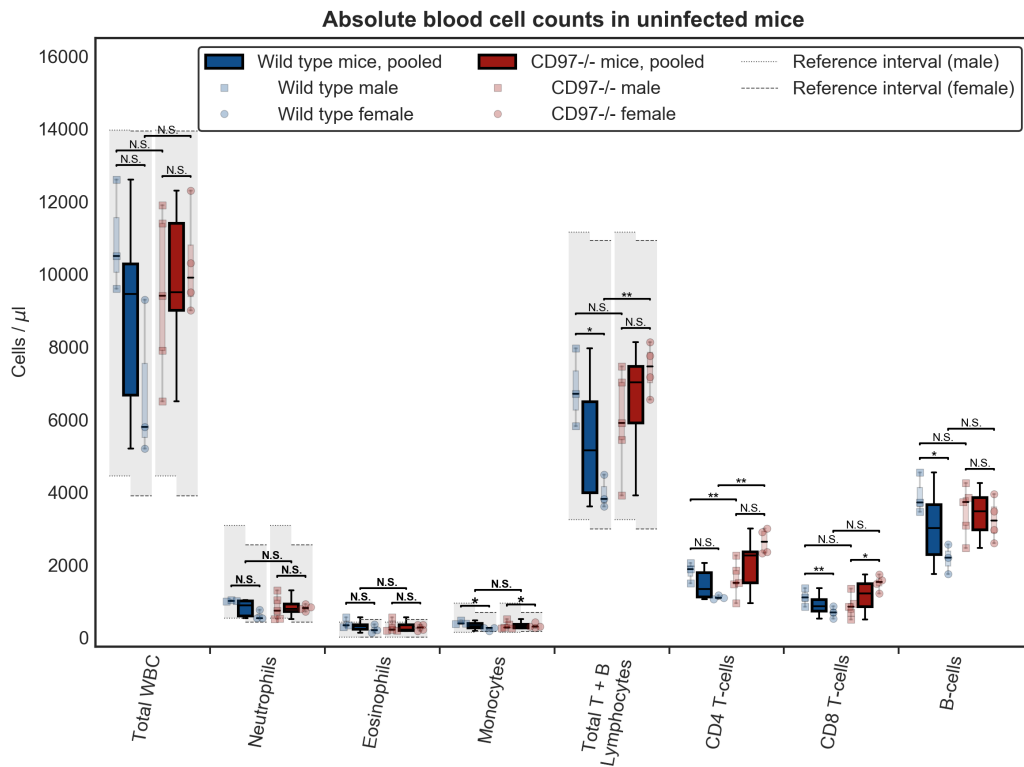 Absolute blood cell counts in uninfected mice
Wild type mice, pooled
Wild type male
Wild type female
CD97-/- mice, pooled
CD97-/- male
CD97-/- female
Reference interval (male)
Reference interval (female)
Cells / µl
16000
14000
12000
10000
8000
6000
4000
2000
0
N.S.
N.S.
N.S.
N.S.
N.S.
N.S.
N.S.
N.S.
N.S.
N.S.
N.S.
*
*
**
N.S.
*
N.S.
**
**
N.S.
N.S.
N.S.
N.S.
**
*
N.S.
N.S.
*
N.S.
Total WBC
Neutrophils
Eosinophils
Monocytes
Total T + B
Lymphocytes
CD4 T-cells
CD8 T-cells
B-cells